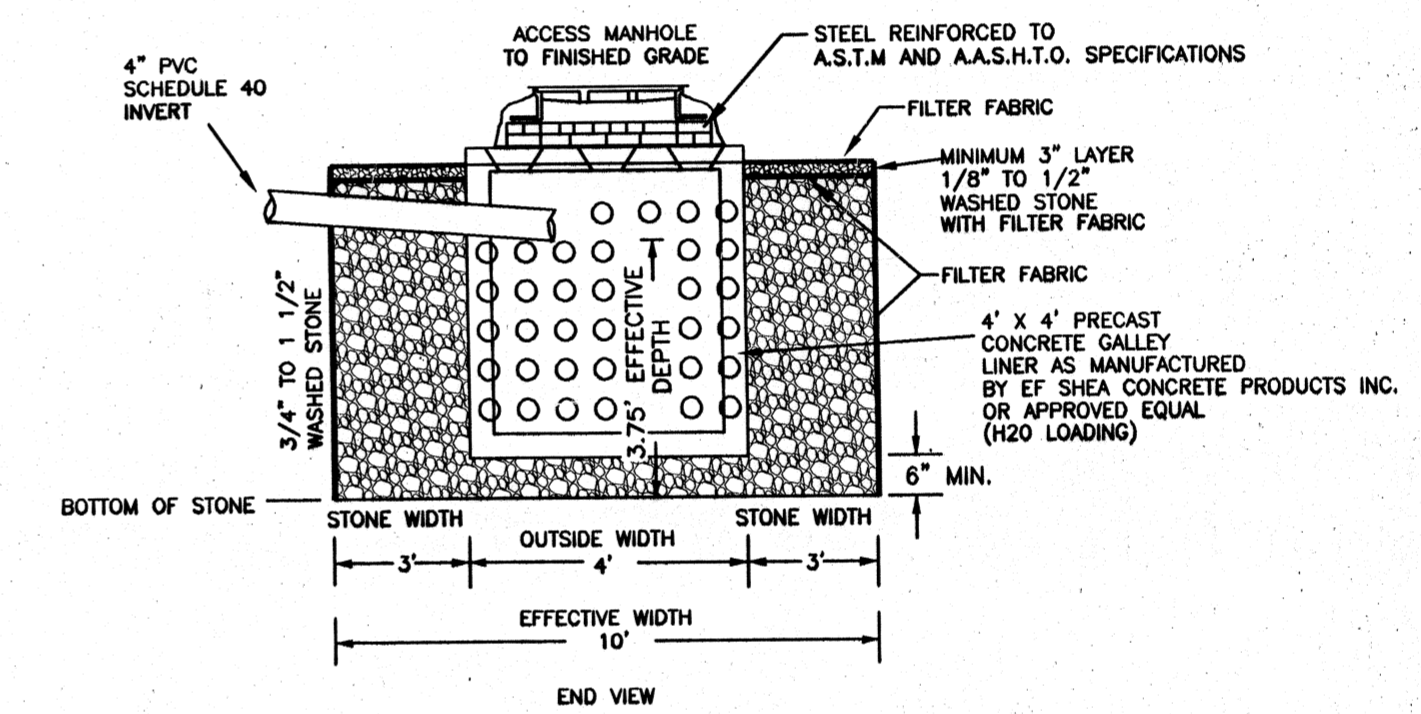 ACCESS MANHOLE
TO FINISHED GRADE
STEEL REINFORCED TO
A.S.T.M AND A.A.S.H.T.O. SPECIFICATIONS
4" PVC
SCHEDULE 40
INVERT
FILTER FABRIC
MINIMUM 3" LAYER
1/8" TO 1/2"
WASHED STONE
WITH FILTER FABRIC
FILTER FABRIC
3/4" TO 1 1/2"
WASHED STONE
3.75' EFFECTIVE
DEPTH
4' X 4' PRECAST
CONCRETE GALLEY
LINER AS MANUFACTURED
BY EF SHEA CONCRETE PRODUCTS INC.
OR APPROVED EQUAL
(H20 LOADING)
6" MIN.
BOTTOM OF STONE
STONE WIDTH
STONE WIDTH
OUTSIDE WIDTH
3'
4'
3'
EFFECTIVE WIDTH
10'
END VIEW